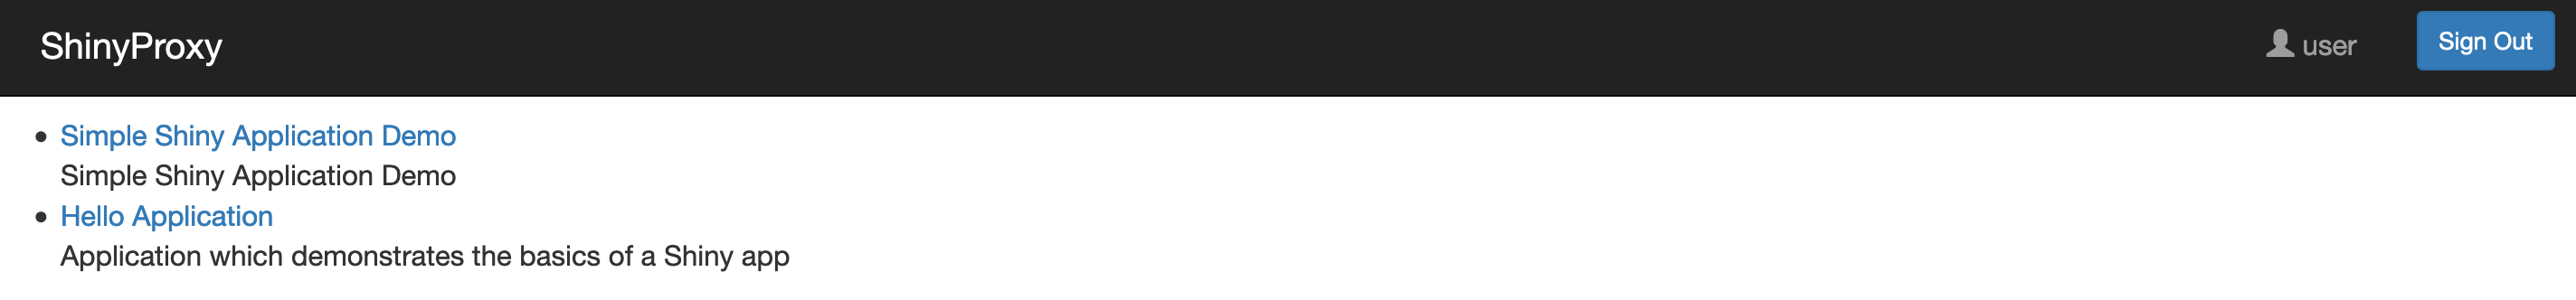 ShinyProxy
user
Sign Out
Simple Shiny Application Demo
Simple Shiny Application Demo
Hello Application
Application which demonstrates the basics of a Shiny app